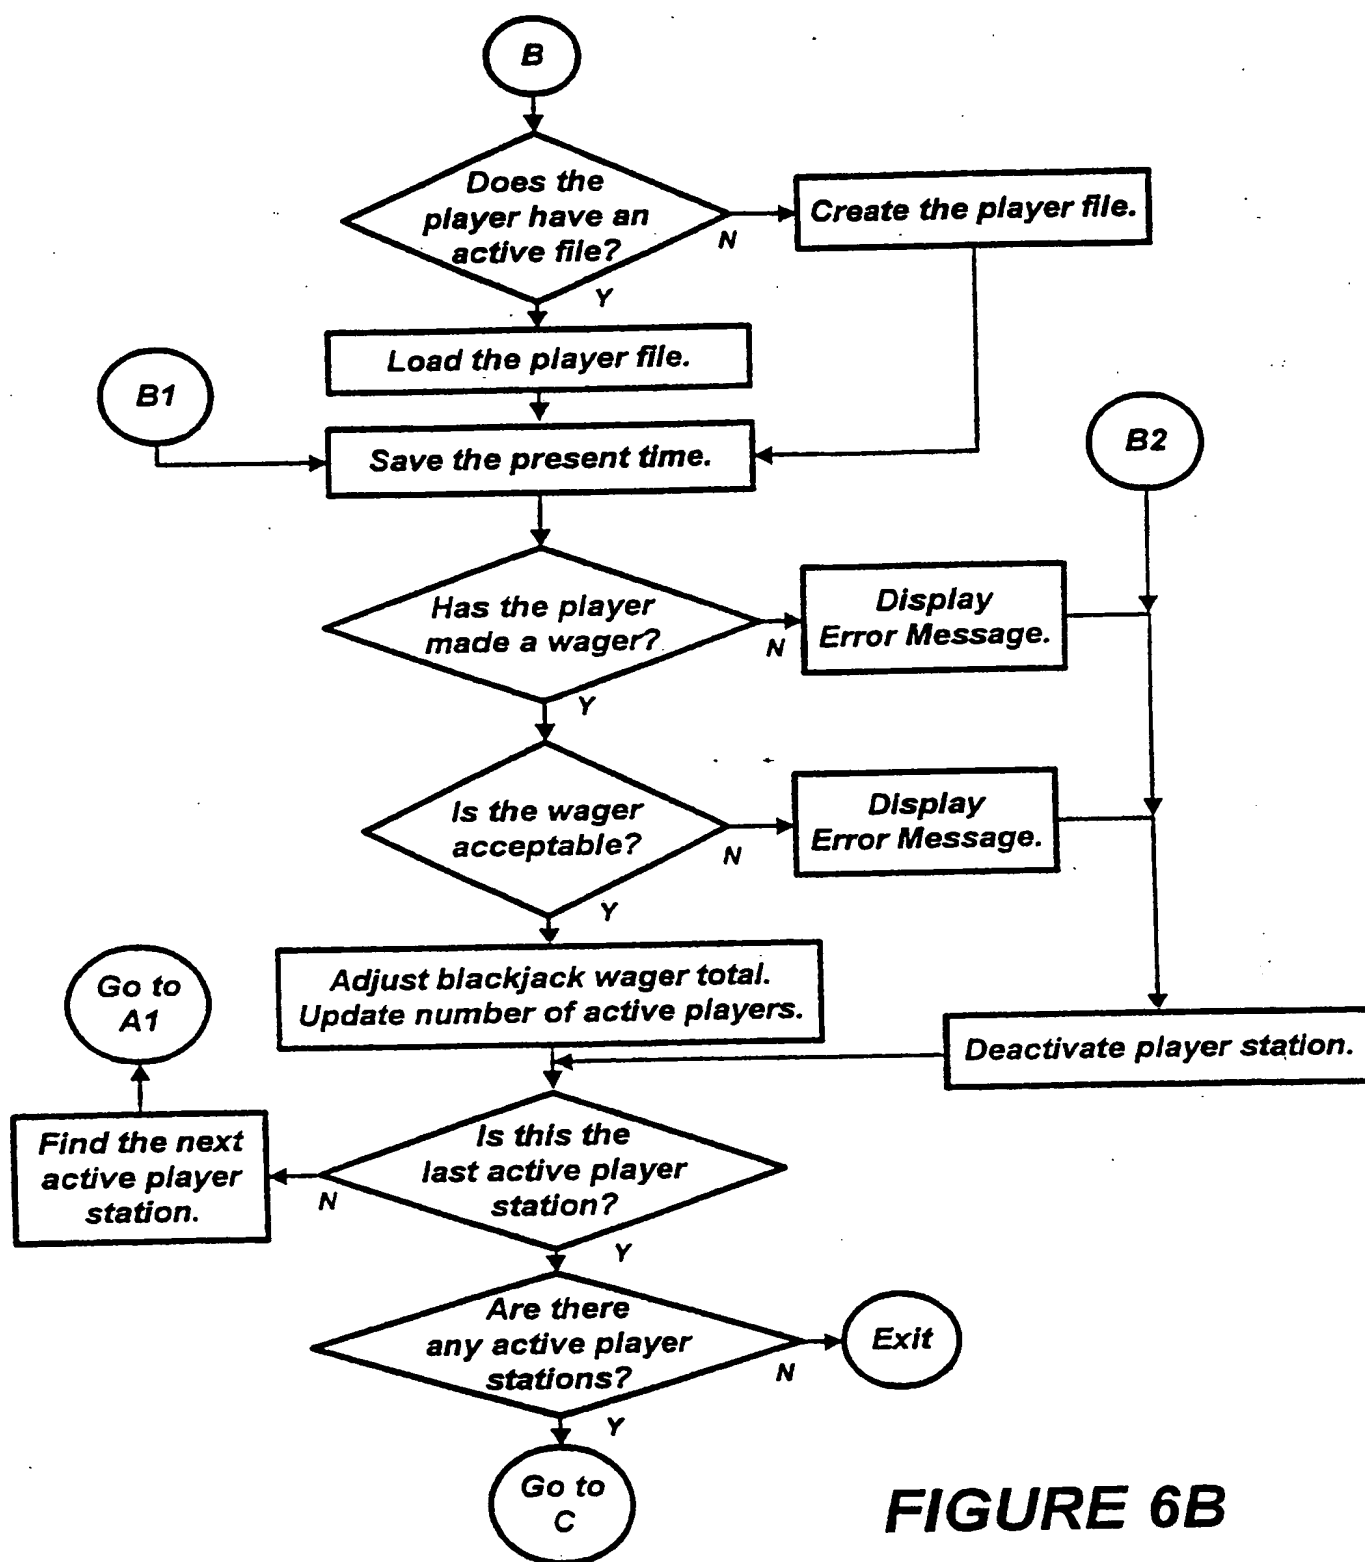 B
Does the
player have an
active file?
N
Create the player file.
Y
Load the player file.
B1
Save the present time.
B2
Has the player
made a wager?
N
Display
Error Message.
Y
Is the wager
acceptable?
N
Display
Error Message.
Y
Go to
A1
Adjust blackjack wager total.
Update number of active players.
Deactivate player station.
Find the next
active player
station.
N
Is this the
last active player
station?
Y
Are there
any active player
stations?
N
Exit
Y
Go to
C
FIGURE 6B